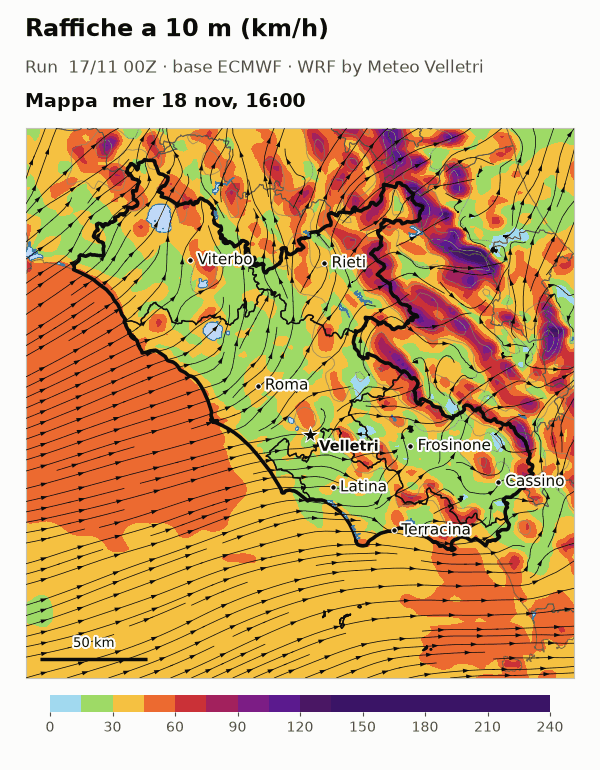 Raffiche a 10 m (km/h)
Run 17/11 00Z · base ECMWF · WRF by Meteo Velletri
Mappa mer 18 nov, 16:00
Viterbo
Rieti
Roma
Velletri
Frosinone
Cassino
Latina
Terracina
50 km
0 30 60 90 120 150 180 210 240